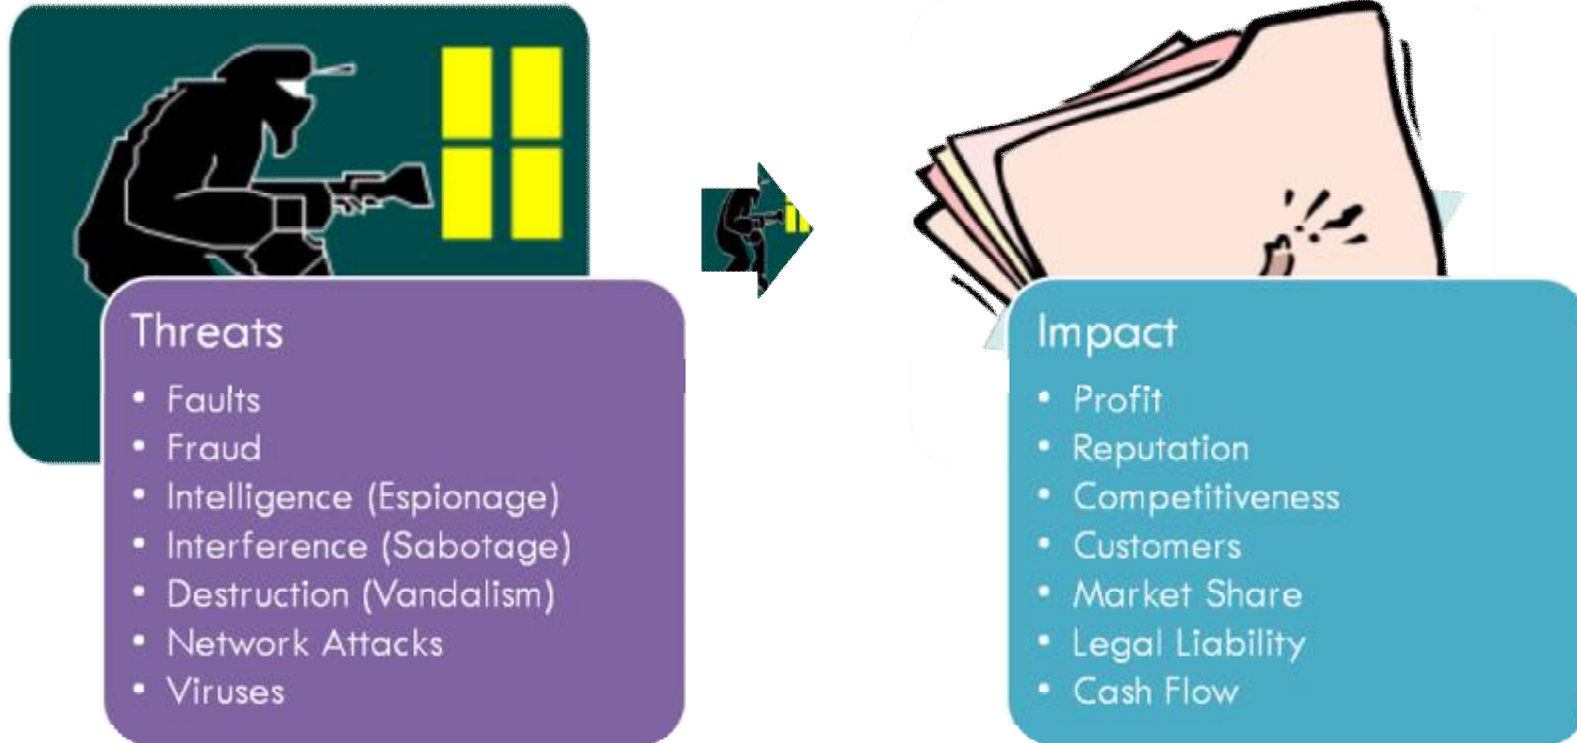 Threats
• Faults
• Fraud
• Intelligence (Espionage)
• Interference (Sabotage)
• Destruction (Vandalism)
• Network Attacks
• Viruses
Impact
• Profit
• Reputation
• Competitiveness
• Customers
• Market Share
• Legal Liability
• Cash Flow